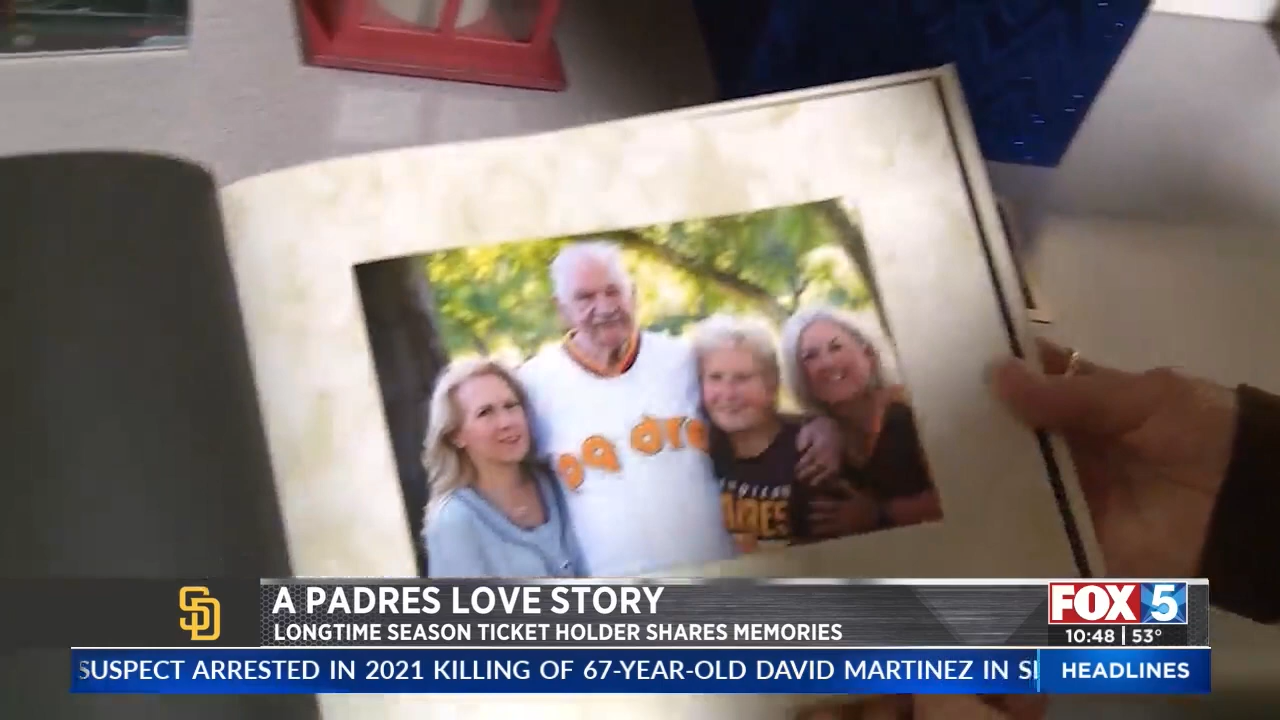 PADRES
A PADRES LOVE STORY
LONGTIME SEASON TICKET HOLDER SHARES MEMORIES
SD
FOX 5
10:48 | 53°
SUSPECT ARRESTED IN 2021 KILLING OF 67-YEAR-OLD DAVID MARTINEZ IN
HEADLINES